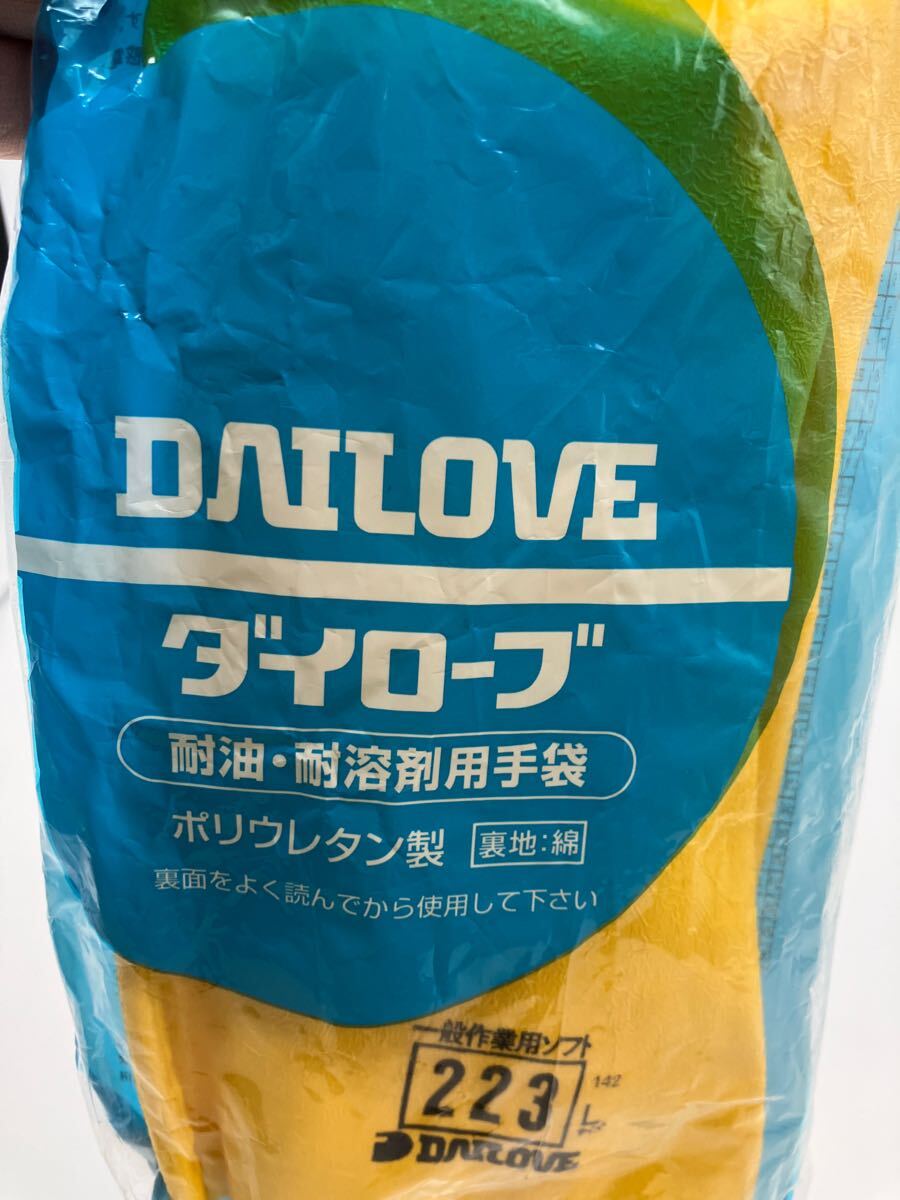 DAILOVE
ダイローブ
耐油・耐溶剤用手袋
ポリウレタン製 裏地:綿
裏面をよく読んでから使用して下さい
一般作業用ソフト
223 142
L
DAILOVE